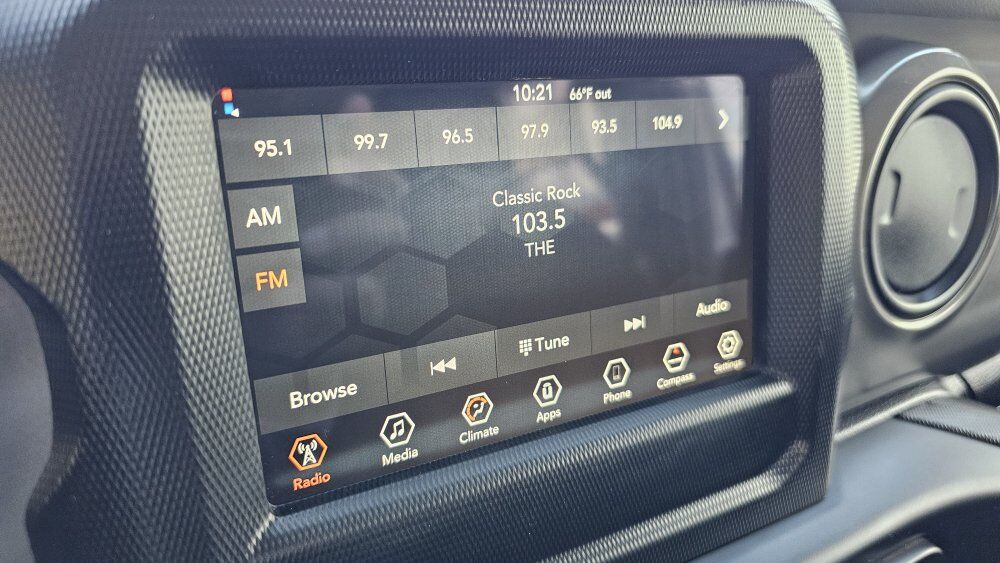 10:21 66°F out
95.1 99.7 96.5 97.9 93.5 104.9
AM
FM
Classic Rock
103.5
THE
Browse Tune Audio
Radio Media Climate Apps Phone Compass Settings